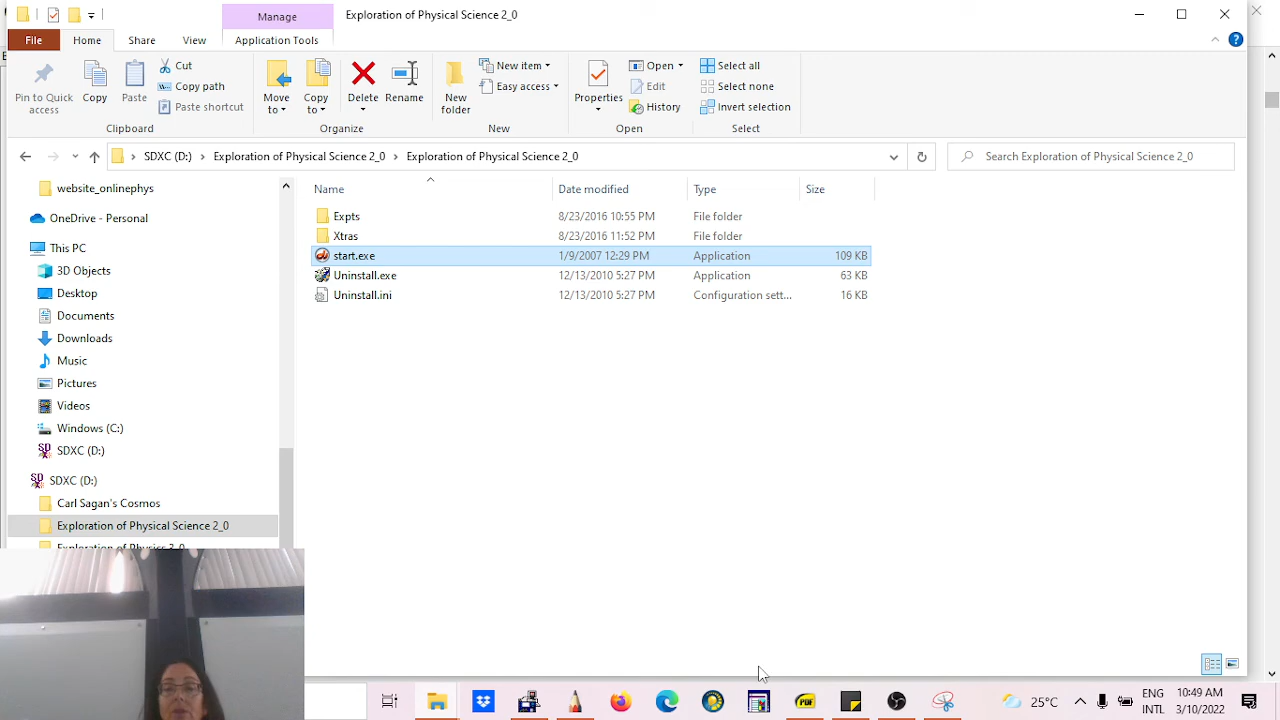 Manage
Exploration of Physical Science 2_0
File
Home
Share
View
Application Tools
Pin to Quick access
Copy
Paste
Cut
Copy path
Paste shortcut
Clipboard
Move to
Copy to
Delete
Rename
Organize
New folder
New item
Easy access
New
Properties
Open
Edit
History
Open
Select all
Select none
Invert selection
Select
SDXC (D:) > Exploration of Physical Science 2_0 > Exploration of Physical Science 2_0
Search Exploration of Physical Science 2_0
website_onlinephys
OneDrive - Personal
This PC
3D Objects
Desktop
Documents
Downloads
Music
Pictures
Videos
Windows (C:)
SDXC (D:)
SDXC (D:)
Carl Sagan's Cosmos
Exploration of Physical Science 2_0
Exploration of Physics 3_0
Name Date modified Type Size
Expts 8/23/2016 10:55 PM File folder
Xtras 8/23/2016 11:52 PM File folder
start.exe 1/9/2007 12:29 PM Application 109 KB
Uninstall.exe 12/13/2010 5:27 PM Application 63 KB
Uninstall.ini 12/13/2010 5:27 PM Configuration sett... 16 KB
PDF
25°C
ENG
INTL
10:49 AM
3/10/2022